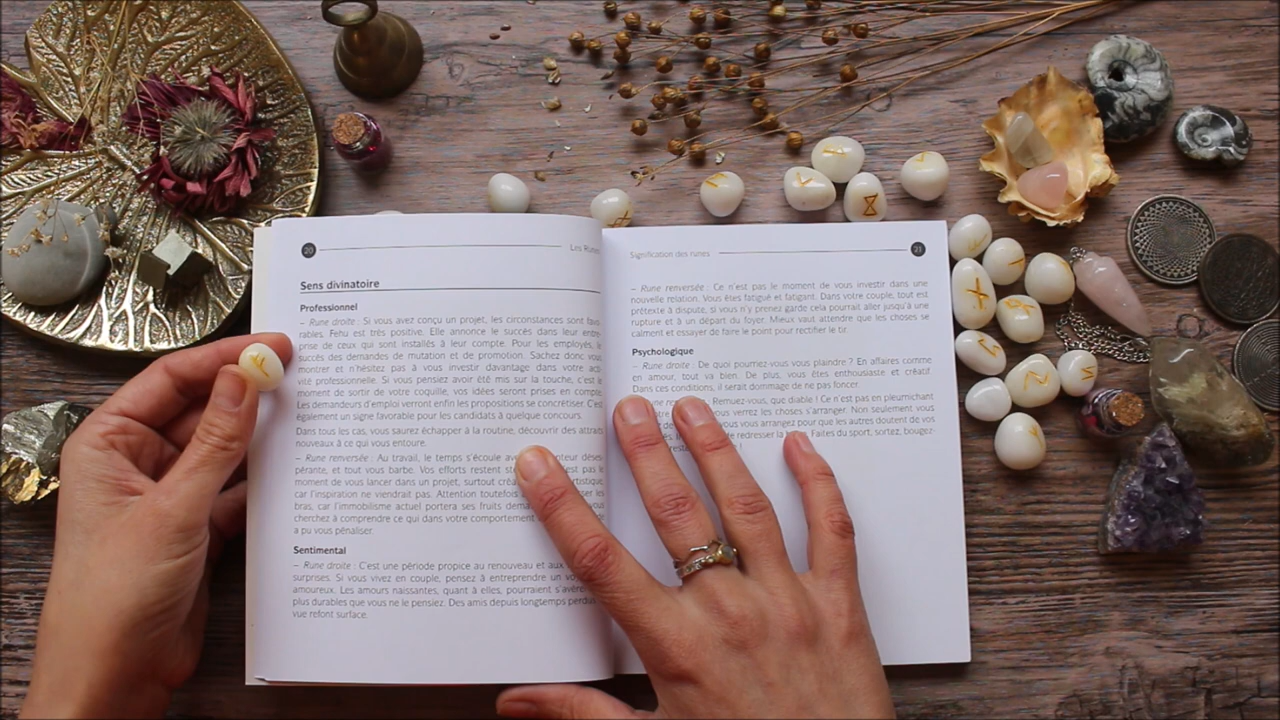 20 Les Runes
Sens divinatoire
Professionnel
– Rune droite : Si vous avez conçu un projet, les circonstances sont favo-
rables. Fehu est très positive. Elle annonce le succès dans leur entre-
prise de ceux qui sont installés à leur compte. Pour les employés, le
succès des demandes de mutation et de promotion. Sachez donc vous
montrer et n'hésitez pas à vous investir davantage dans votre acti-
vité professionnelle. Si vous pensiez avoir été mis sur la touche, c'est le
moment de sortir de votre coquille, vos idées seront prises en compte.
Les demandeurs d'emploi verront enfin les propositions se concrétiser. C'est
également un signe favorable pour les candidats à quelque concours.
Dans tous les cas, vous saurez échapper à la routine, découvrir des attraits
nouveaux à ce qui vous entoure.
– Rune renversée : Au travail, le temps s'écoule avec
pérante, et tout vous barbe. Vos efforts restent
moment de vous lancer dans un projet, surtout
car l'inspiration ne viendrait pas. Attention toutefois
bras, car l'immobilisme actuel portera ses fruits
cherchez à comprendre ce qui dans votre comportement
a pu vous pénaliser.
Sentimental
– Rune droite : C'est une période propice au renouveau et aux
surprises. Si vous vivez en couple, pensez à entreprendre un
amoureux. Les amours naissantes, quant à elles, pourraient s'avérer
plus durables que vous ne le pensiez. Des amis depuis longtemps perdus
vue refont surface.
Signification des runes 21
– Rune renversée : Ce n'est pas le moment de vous investir dans une
nouvelle relation. Vous êtes fatigué et fatigant. Dans votre couple, tout est
prétexte à dispute, si vous n'y prenez garde cela pourrait aller jusqu'à une
rupture et à un départ du foyer. Mieux vaut attendre que les choses se
calment et essayer de faire le point pour rectifier le tir.
Psychologique
– Rune droite : De quoi pourriez-vous vous plaindre ? En affaires comme
en amour, tout va bien. De plus, vous êtes enthousiaste et créatif.
Dans ces conditions, il serait dommage de ne pas foncer.
: Remuez-vous, que diable ! Ce n'est pas en pleurnichant
vous verrez les choses s'arranger. Non seulement vous
vous vous arrangez pour que les autres doutent de vos
de redresser la Faites du sport, sortez, bougez-